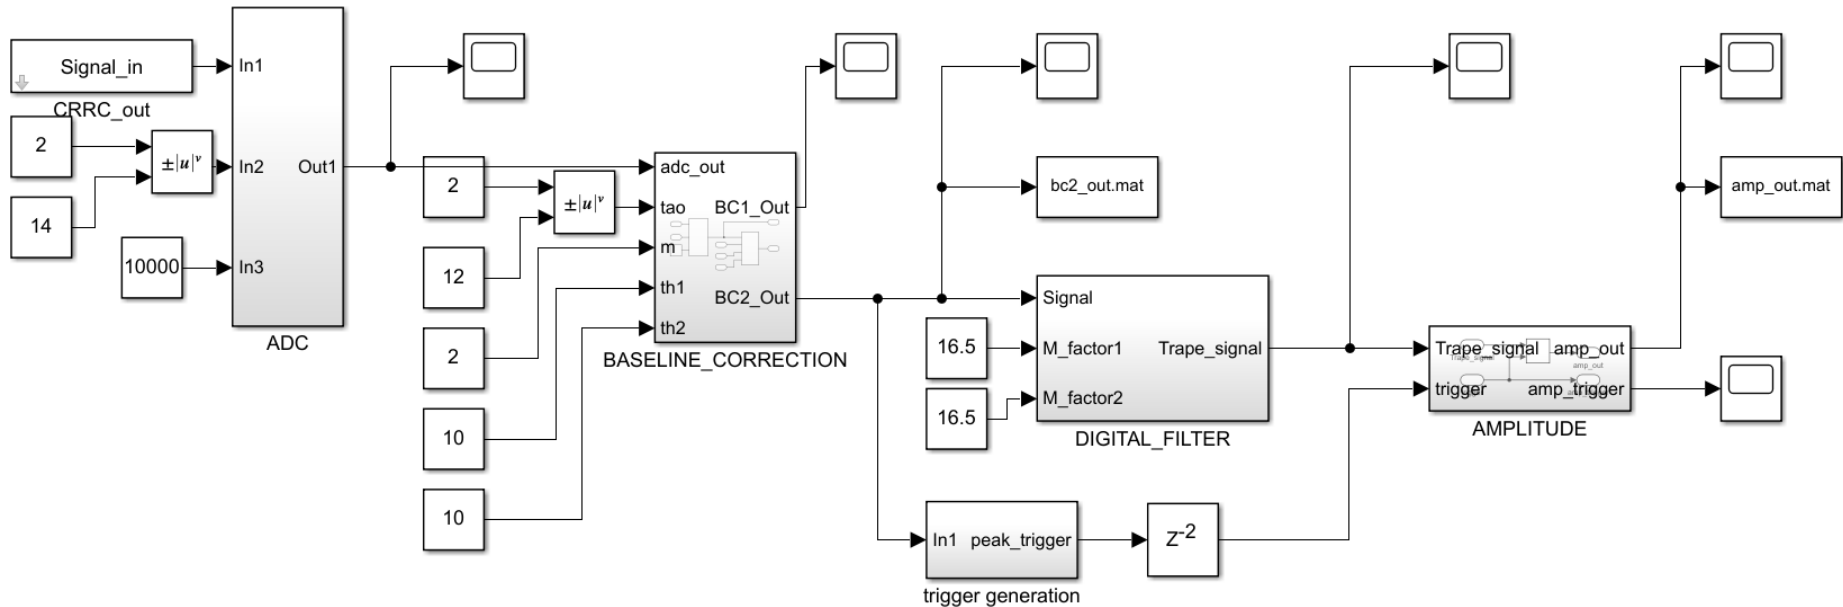 Signal_in
CRRC_out
2
14
10000
±|u|ᵛ
In1
In2
In3
Out1
ADC
2
12
2
10
10
±|u|ᵛ
adc_out
tao
m
th1
th2
BC1_Out
BC2_Out
BASELINE_CORRECTION
bc2_out.mat
16.5
16.5
Signal
M_factor1
M_factor2
Trape_signal
DIGITAL_FILTER
In1
peak_trigger
trigger generation
Z⁻²
Trape_signal
trigger
amp_out
amp_trigger
Trape_signal
amp_out
AMPLITUDE
amp_out.mat